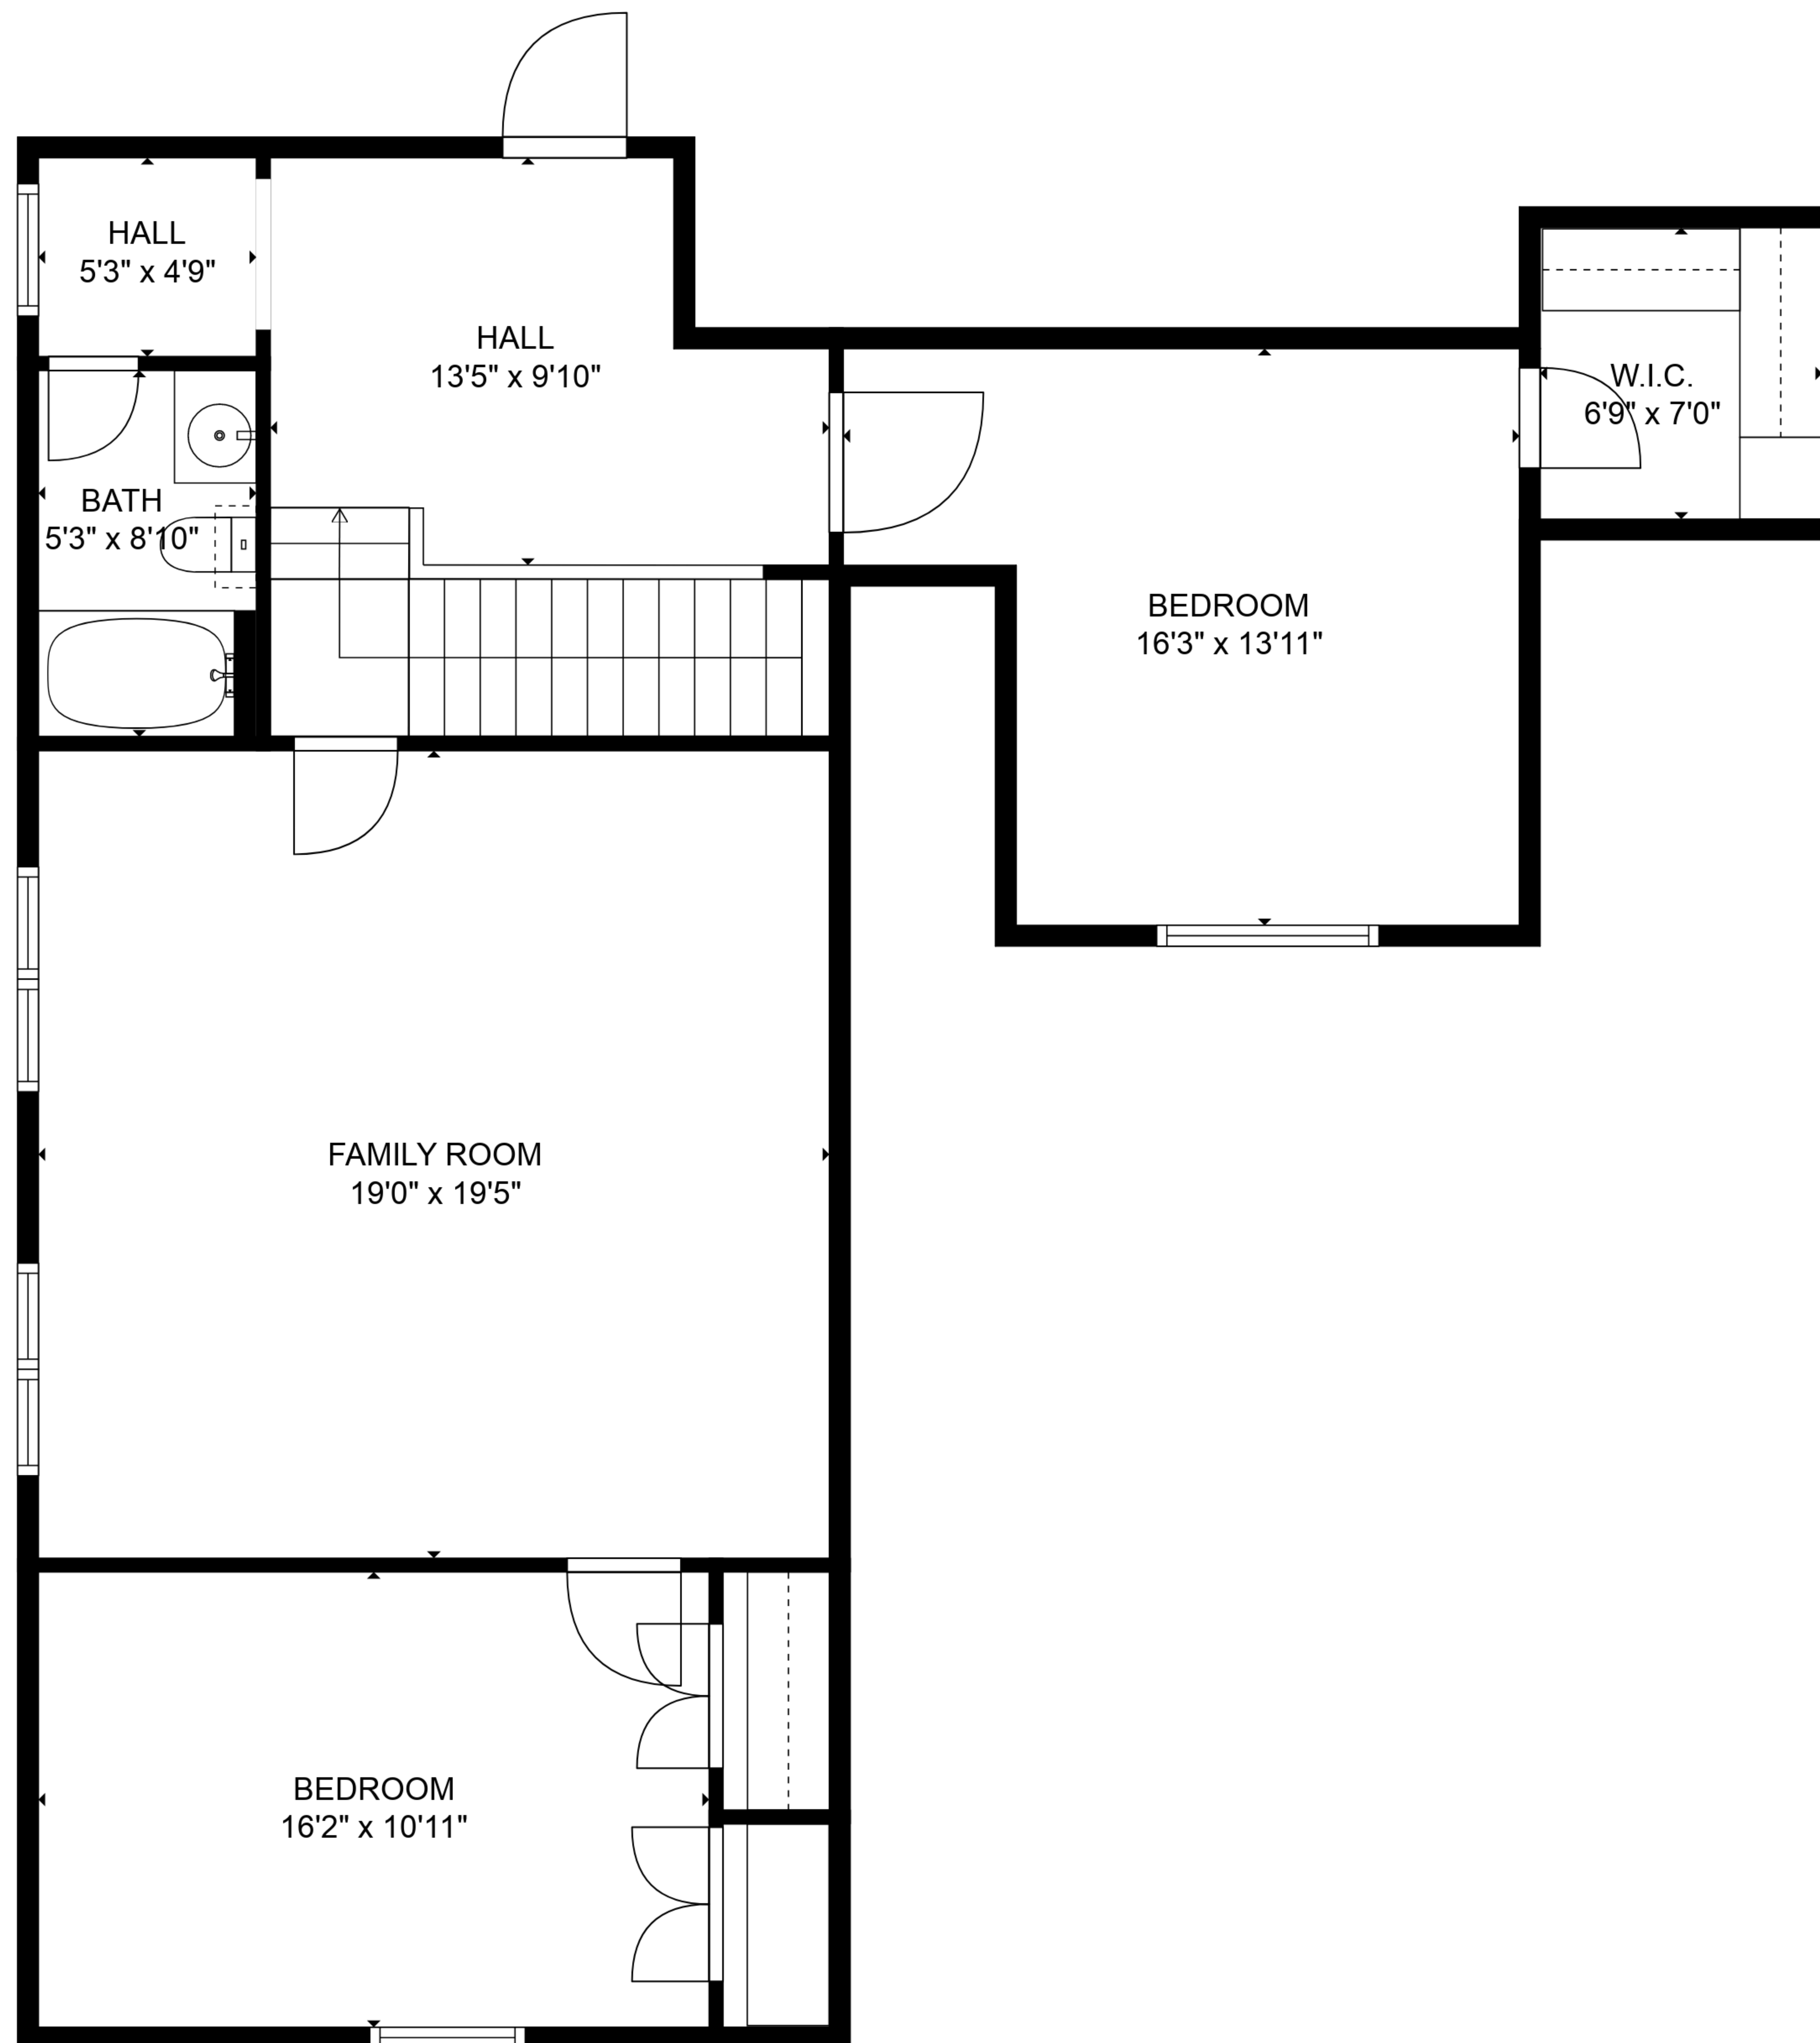 HALL
5'3" x 4'9"
HALL
13'5" x 9'10"
W.I.C.
6'9" x 7'0"
BATH
5'3" x 8'10"
BEDROOM
16'3" x 13'11"
FAMILY ROOM
19'0" x 19'5"
BEDROOM
16'2" x 10'11"